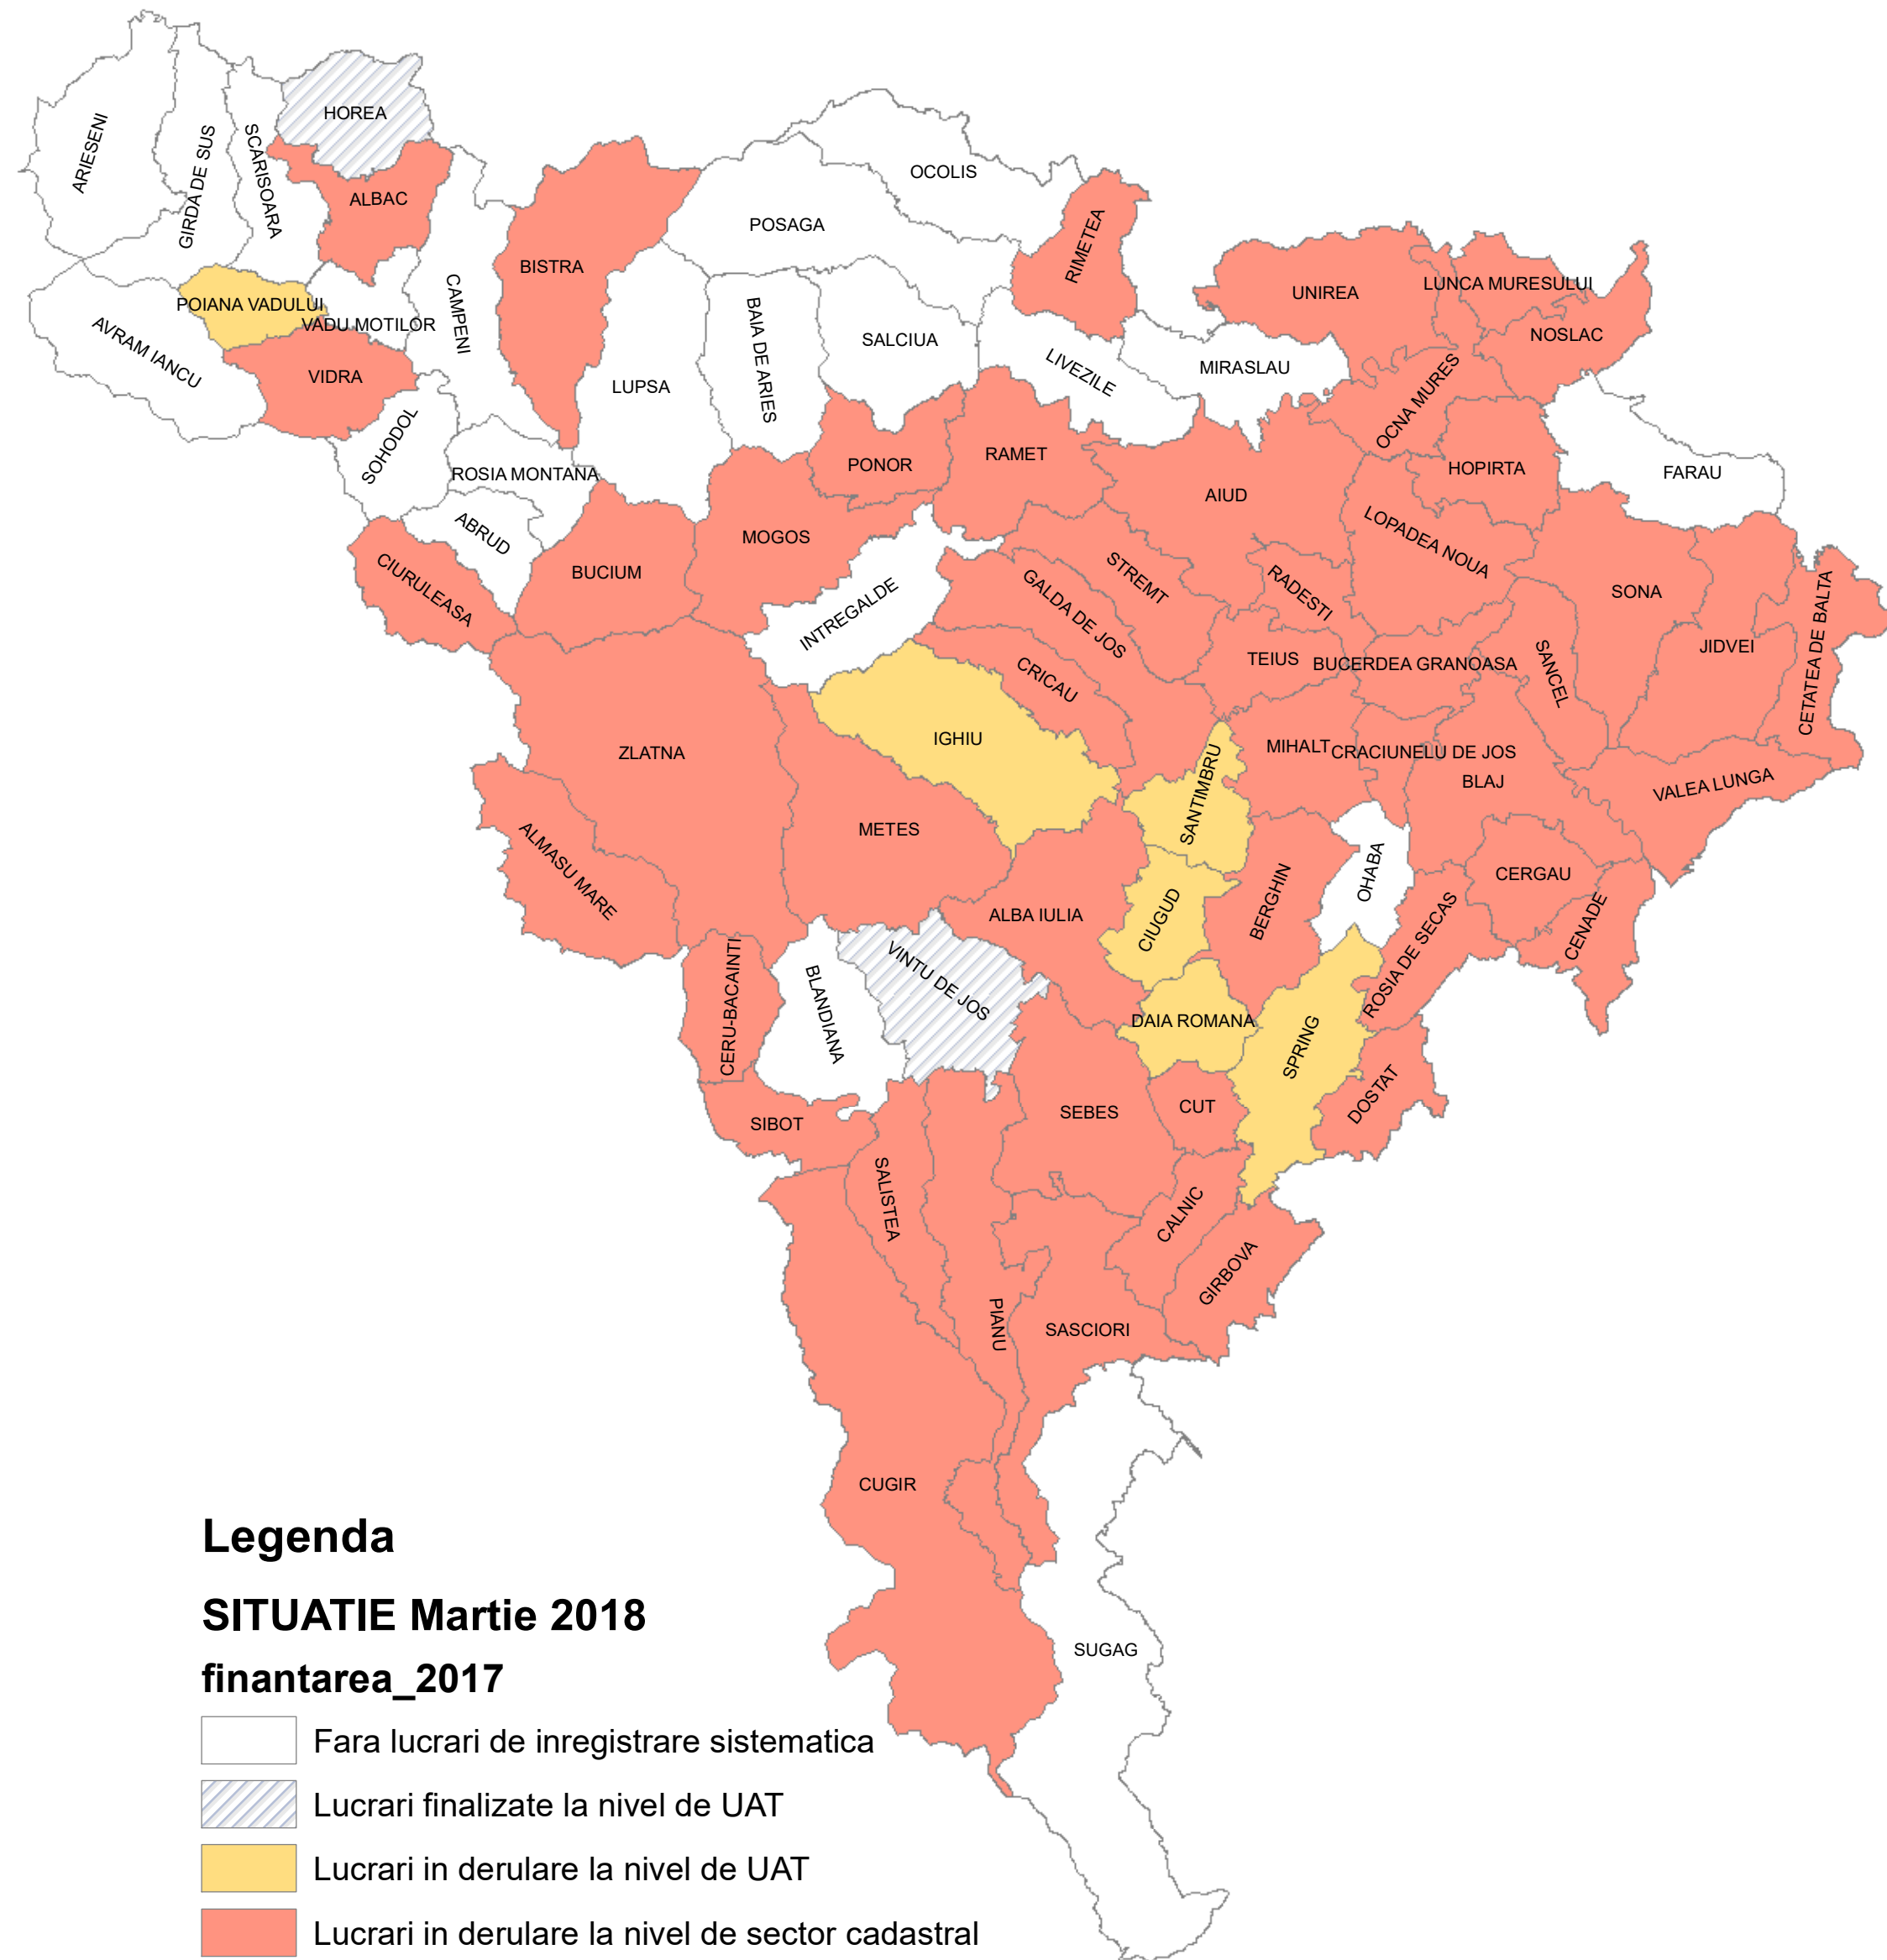 HOREA
ARIESENI
GIRDA DE SUS
SCARISOARA
ALBAC
OCOLIS
POSAGA
RIMETEA
BISTRA
UNIREA
LUNCA MURESULUI
NOSLAC
POIANA VADULUI
VADU MOTILOR
CAMPENI
AVRAM IANCU
VIDRA
LUPSA
BAIA DE ARIES
SALCIUA
LIVEZILE
MIRASLAU
OCNA MURES
SOHODOL
ROSIA MONTANA
PONOR
RAMET
AIUD
HOPIRTA
FARAU
ABRUD
MOGOS
LOPADEA NOUA
CIURULEASA
BUCIUM
INTREGALDE
GALDA DE JOS
STREMT
RADESTI
SONA
CETATEA DE BALTA
JIDVEI
TEIUS
BUCERDEA GRANOASA
SANCEL
CRICAU
IGHIU
ZLATNA
MIHALT
CRACIUNELU DE JOS
BLAJ
VALEA LUNGA
SANTIMBRU
METES
ALMASU MARE
OHABA
CERGAU
ALBA IULIA
CIUGUD
BERGHIN
CENADE
ROSIA DE SECAS
VINTU DE JOS
CERU-BACAINTI
BLANDIANA
DAIA ROMANA
SPRING
DOSTAT
SIBOT
SEBES
CUT
SALISTEA
CALNIC
GIRBOVA
PIANU
SASCIORI
CUGIR
SUGAG
Legenda
SITUATIE Martie 2018
finantarea_2017
Fara lucrari de inregistrare sistematica
Lucrari finalizate la nivel de UAT
Lucrari in derulare la nivel de UAT
Lucrari in derulare la nivel de sector cadastral